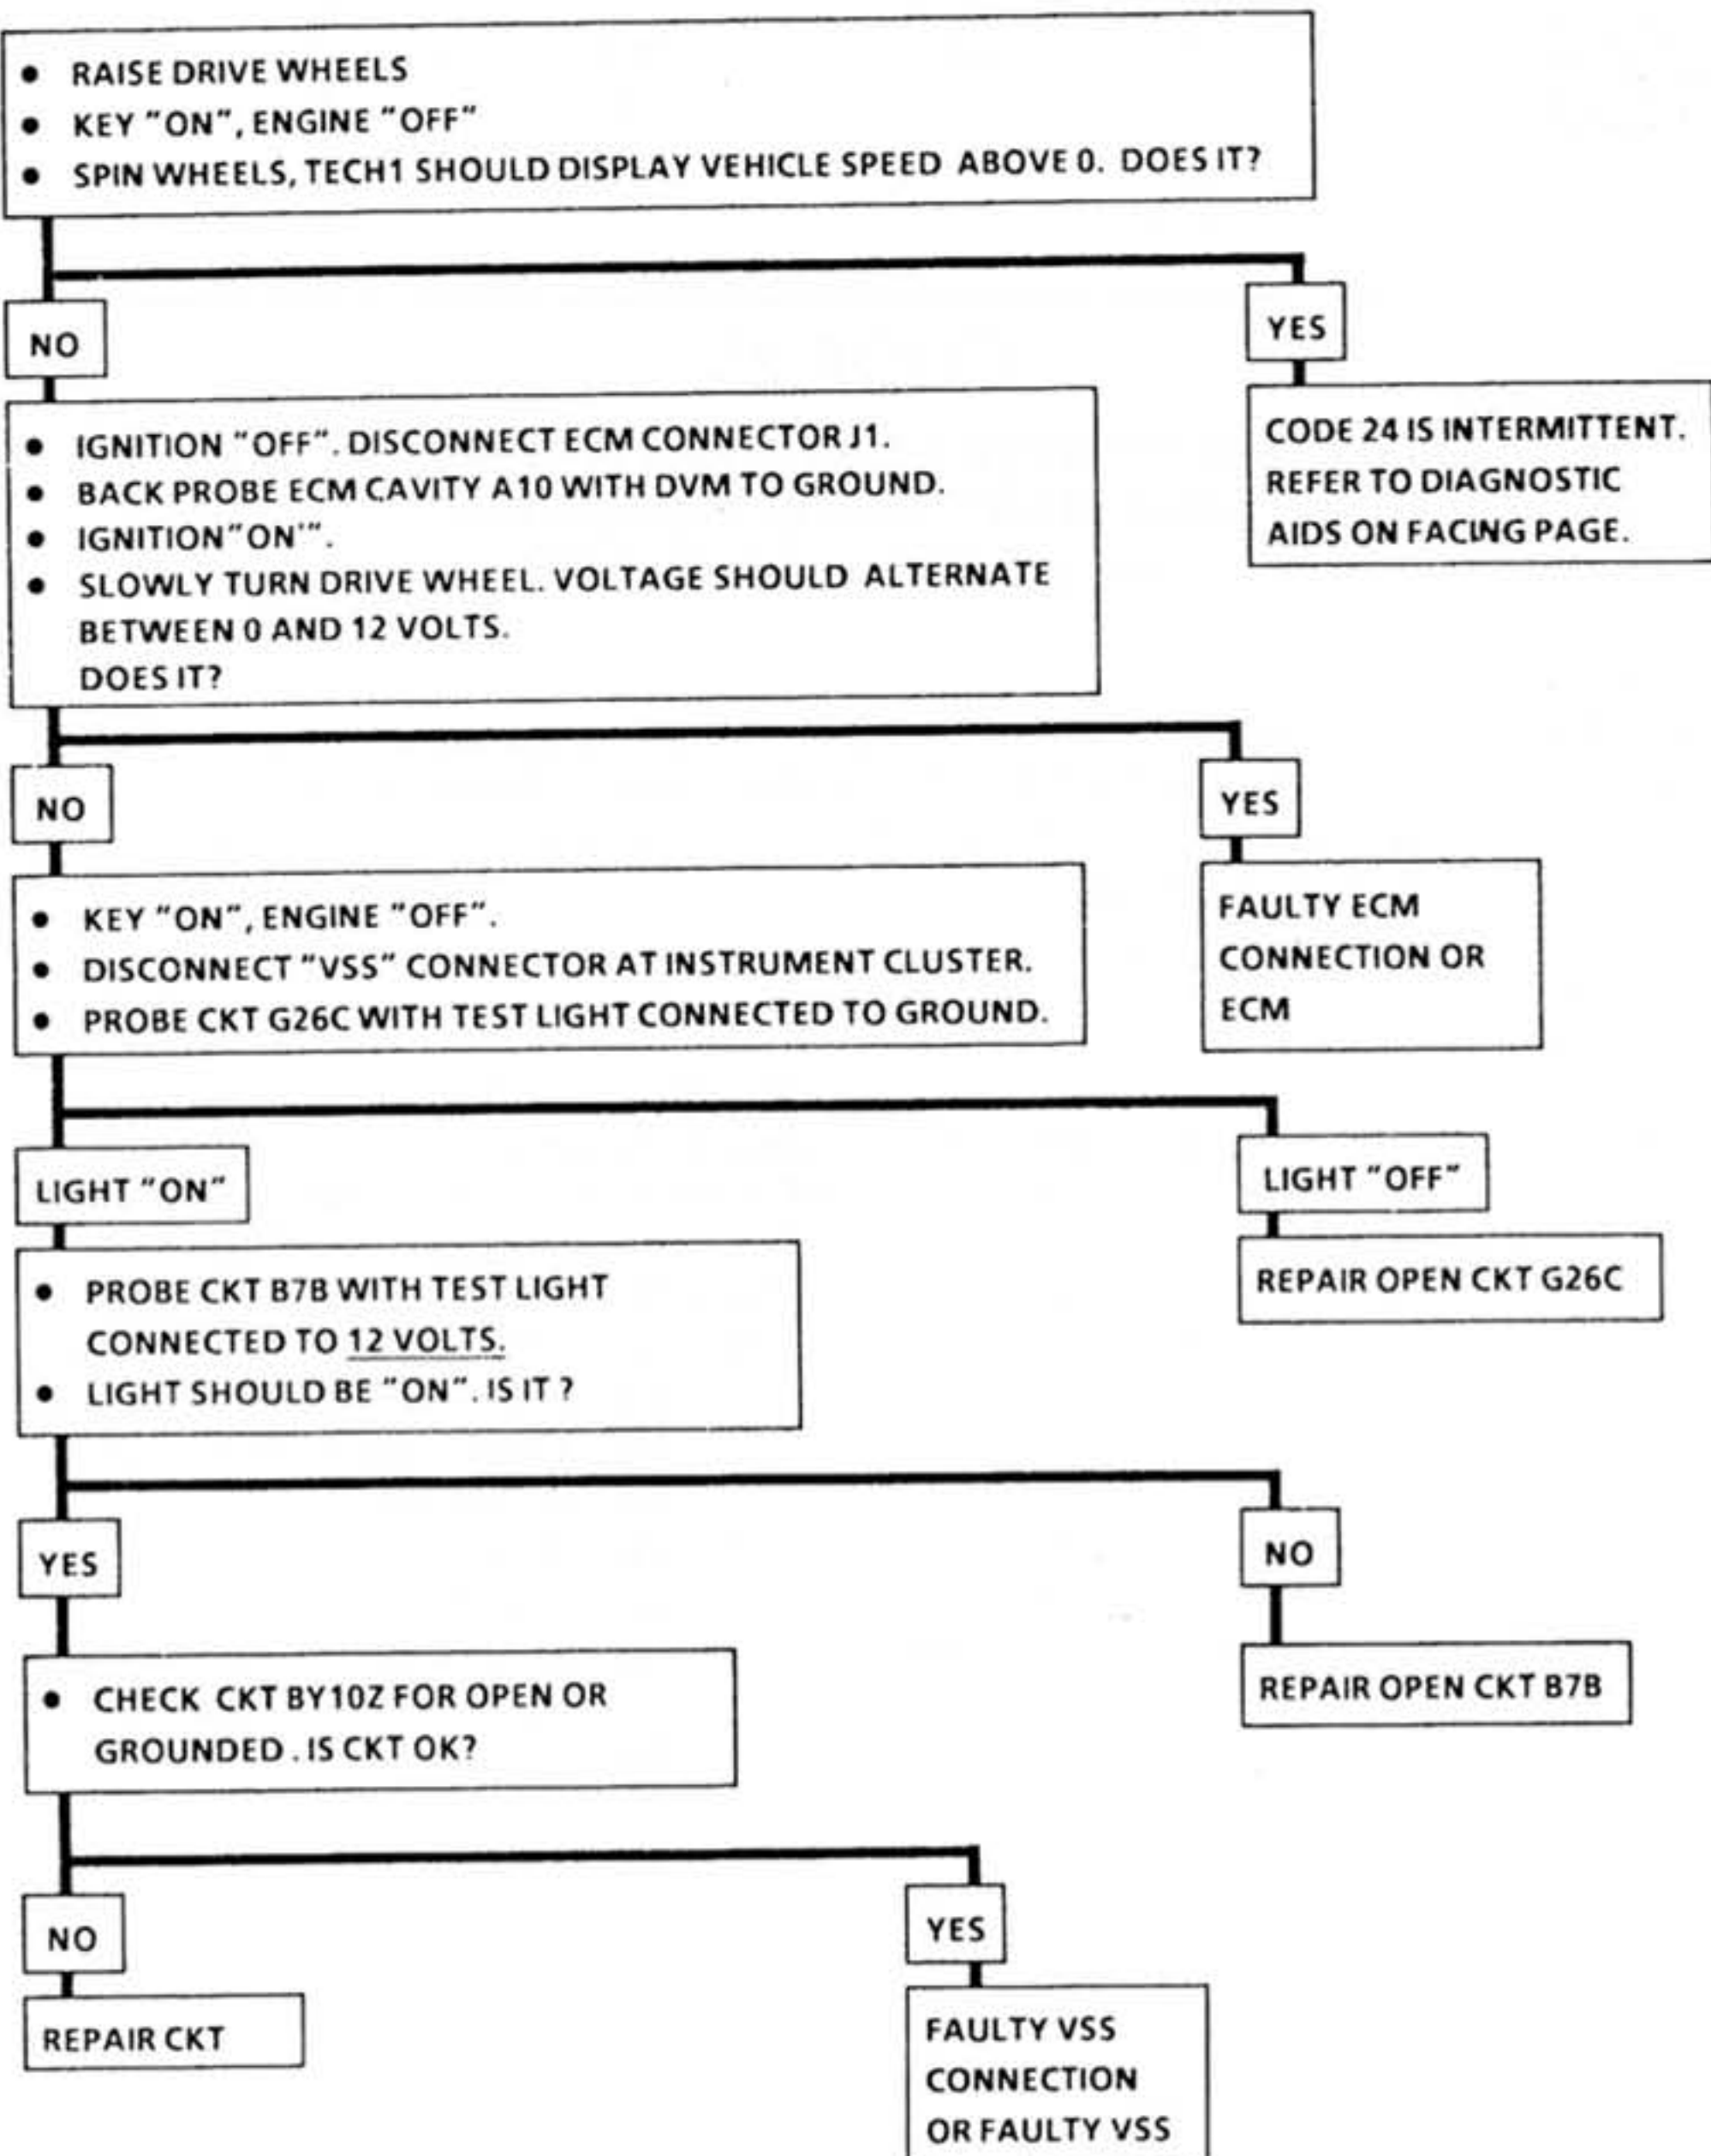 ● RAISE DRIVE WHEELS
● KEY "ON", ENGINE "OFF"
● SPIN WHEELS, TECH1 SHOULD DISPLAY VEHICLE SPEED ABOVE 0. DOES IT?
NO
YES
● IGNITION "OFF". DISCONNECT ECM CONNECTOR J1.
● BACK PROBE ECM CAVITY A10 WITH DVM TO GROUND.
● IGNITION"ON'".
● SLOWLY TURN DRIVE WHEEL. VOLTAGE SHOULD ALTERNATE
BETWEEN 0 AND 12 VOLTS.
DOES IT?
CODE 24 IS INTERMITTENT.
REFER TO DIAGNOSTIC
AIDS ON FACING PAGE.
NO
YES
● KEY "ON", ENGINE "OFF".
● DISCONNECT "VSS" CONNECTOR AT INSTRUMENT CLUSTER.
● PROBE CKT G26C WITH TEST LIGHT CONNECTED TO GROUND.
FAULTY ECM
CONNECTION OR
ECM
LIGHT "ON"
LIGHT "OFF"
● PROBE CKT B7B WITH TEST LIGHT
CONNECTED TO 12 VOLTS.
● LIGHT SHOULD BE "ON". IS IT ?
REPAIR OPEN CKT G26C
YES
NO
● CHECK CKT BY10Z FOR OPEN OR
GROUNDED . IS CKT OK?
REPAIR OPEN CKT B7B
NO
YES
REPAIR CKT
FAULTY VSS
CONNECTION
OR FAULTY VSS